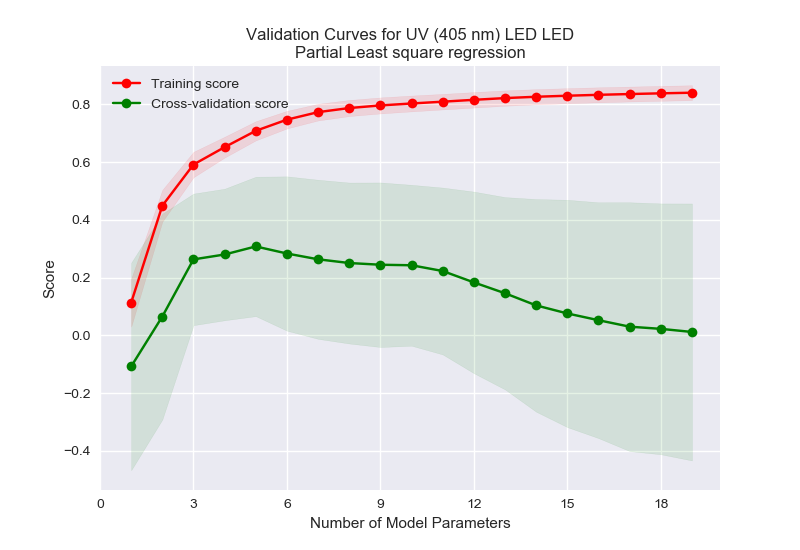 Validation Curves for UV (405 nm) LED LED
Partial Least square regression
Training score
Cross-validation score
0.8
0.6
0.4
0.2
0.0
−0.2
−0.4
Score
0 3 6 9 12 15 18
Number of Model Parameters